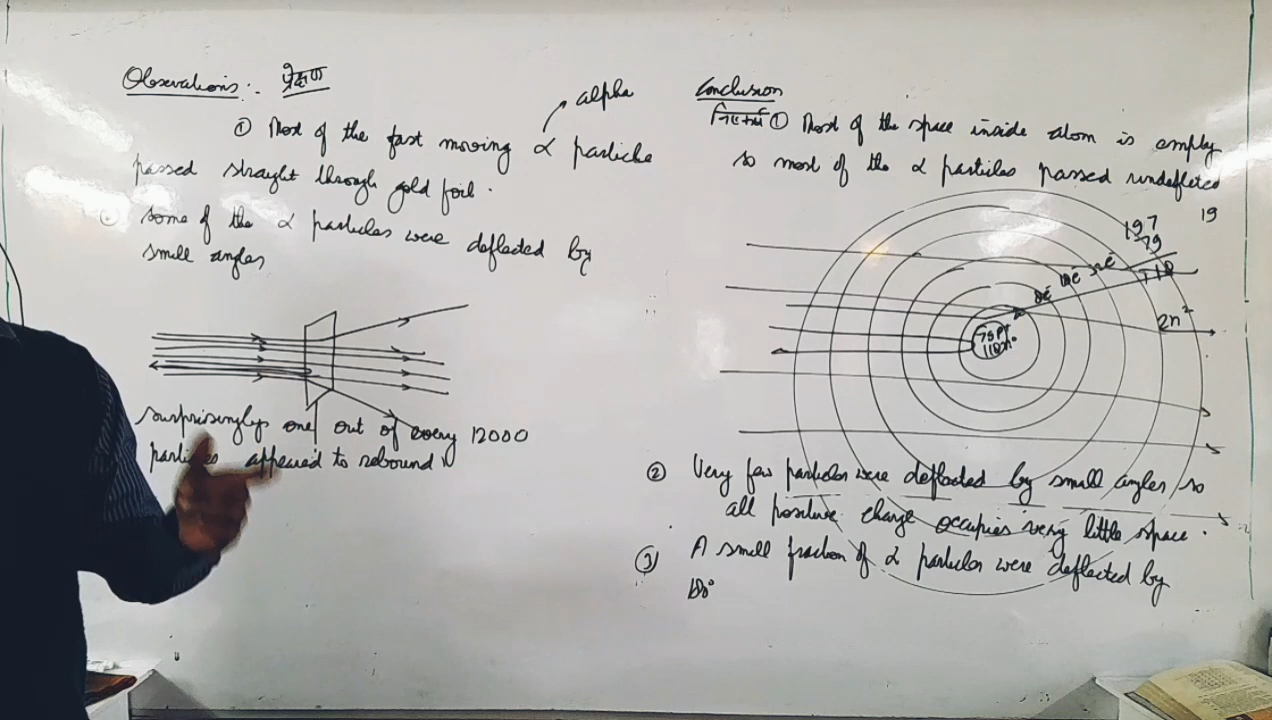 Observations :- प्रेक्षण
alpha
① Most of the fast moving α particle
passed straight through gold foil.
some of the α particles were deflected by
small angles
surprisingly one out of every 12000
particles appeared to rebound
Conclusion
निष्कर्ष ① Most of the space inside atom is empty
so most of the α particles passed undeflected
19
197
-79
118
2n²
79P⁺
118n°
② Very few particles were deflected by small angles so
all positive charge occupies very little space.
③ A small fraction of α particles were deflected by
180°